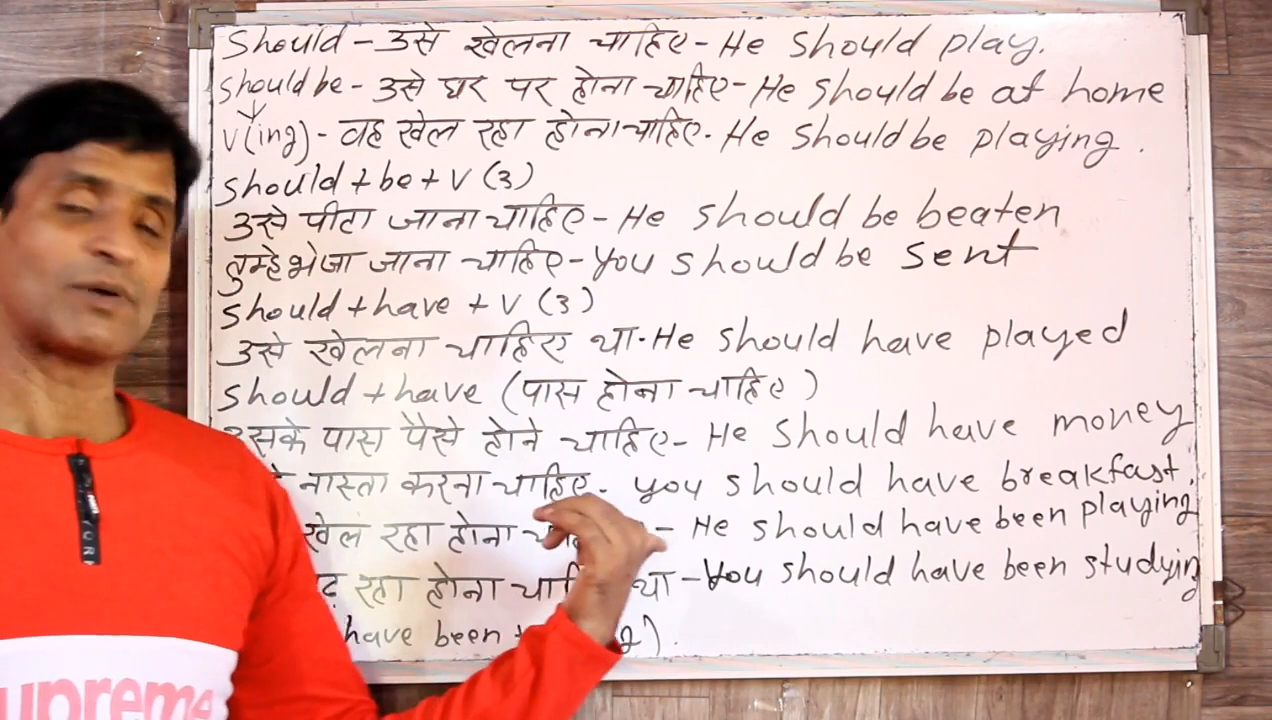 Should - उसे खेलना चाहिए - He should play.
should be - उसे घर पर होना चाहिए - He should be at home
V(ing) - वह खेल रहा होना चाहिए. He should be playing.
should + be + V (3)
उसे पीटा जाना चाहिए - He should be beaten
तुम्हे भेजा जाना चाहिए - you should be sent
should + have + V (3)
उसे खेलना चाहिए था. He should have played
should + have (पास होना चाहिए)
उसके पास पैसे होने चाहिए - He should have money
नास्ता करना चाहिए. you should have breakfast.
खेल रहा होना - He should have been playing
रहा होना था - You should have been studying
have been +
upreme